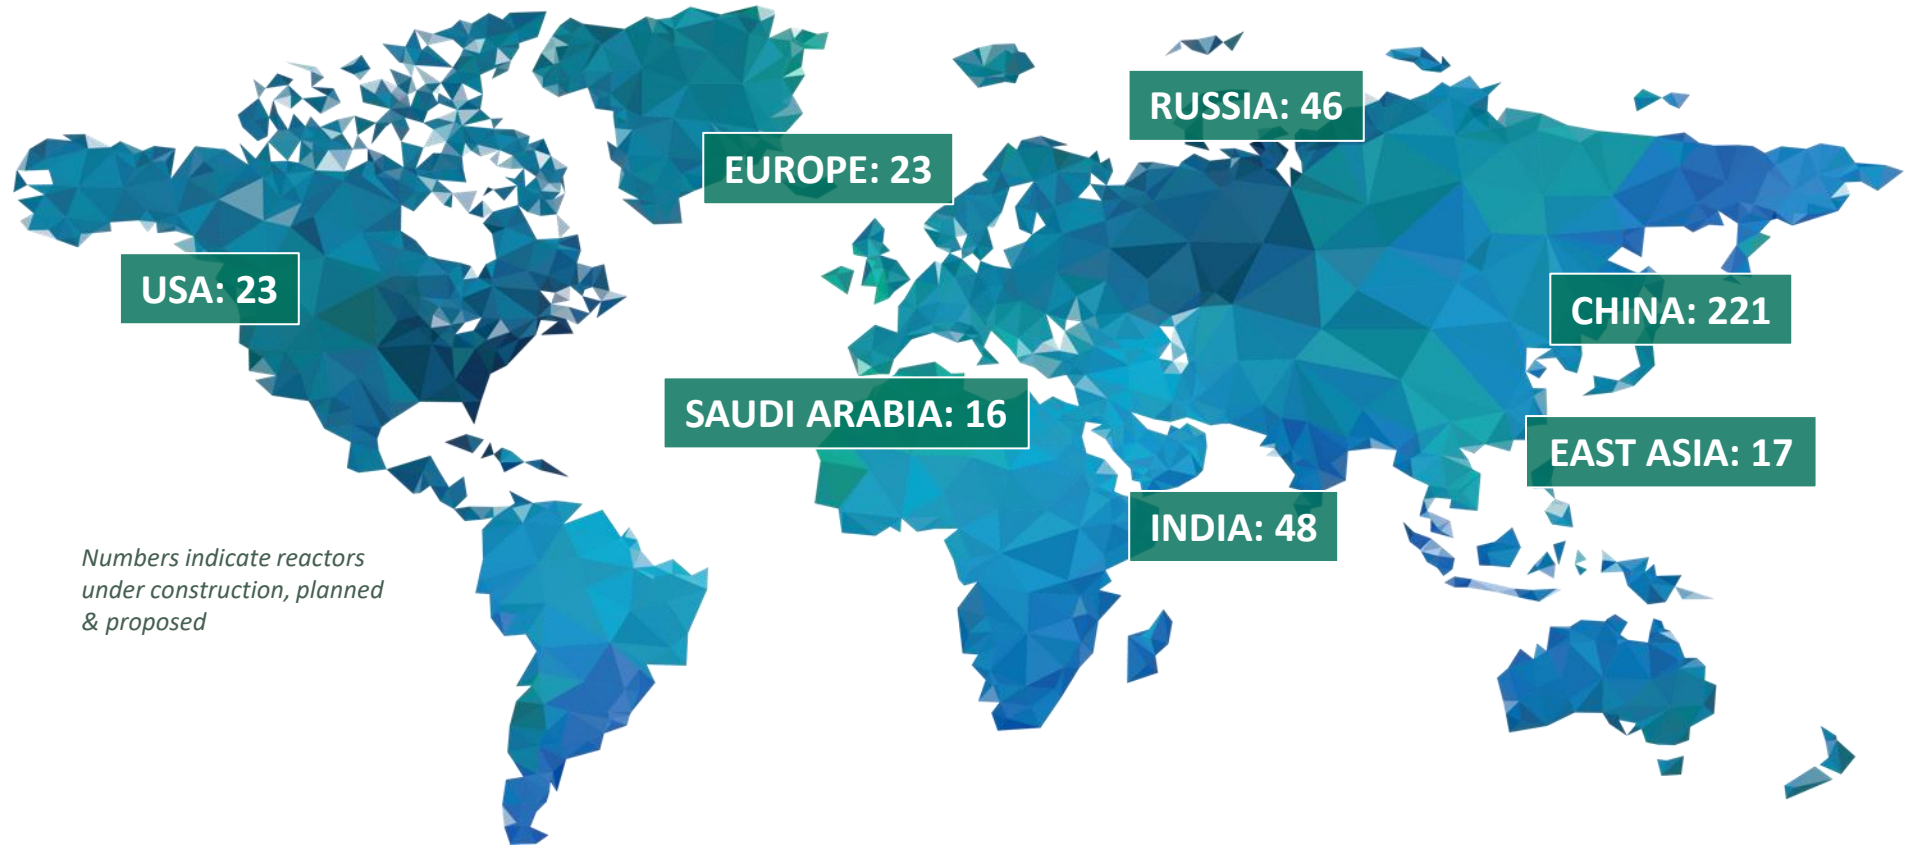 RUSSIA: 46
EUROPE: 23
USA: 23
CHINA: 221
SAUDI ARABIA: 16
EAST ASIA: 17
INDIA: 48
Numbers indicate reactors
under construction, planned
& proposed